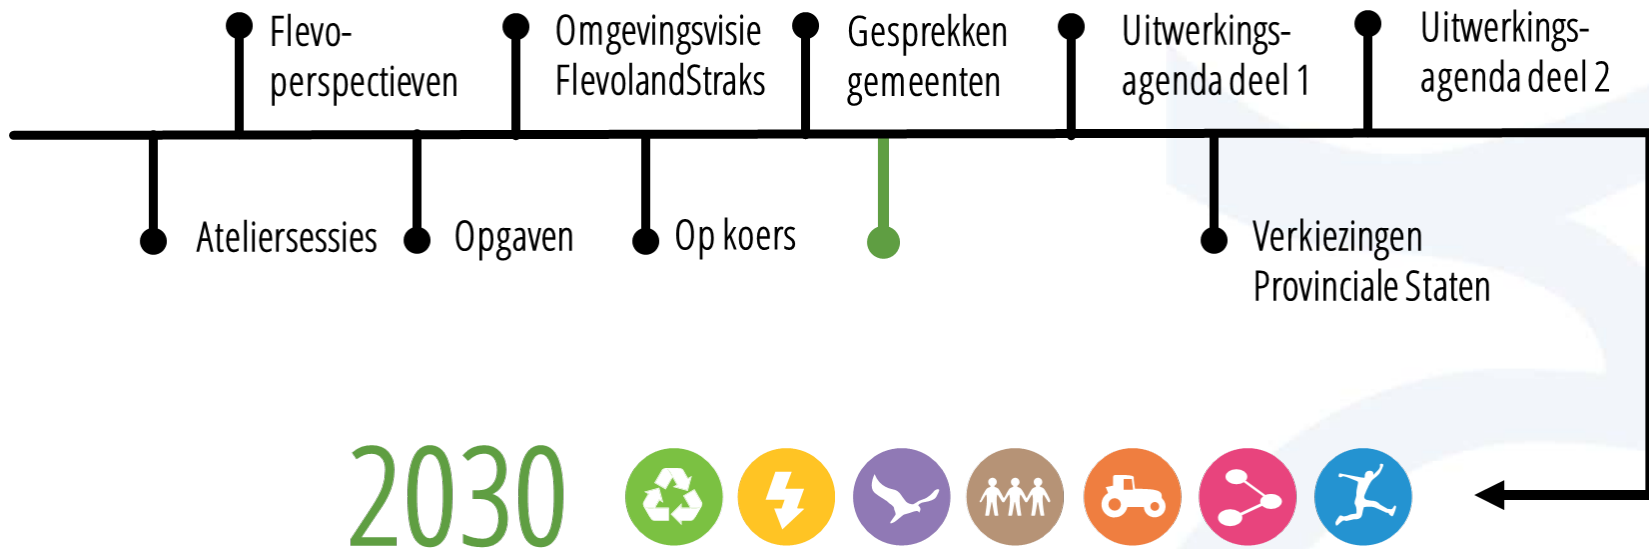 Flevo-
perspectieven
Omgevingsvisie
FlevolandStraks
Gesprekken
gemeenten
Uitwerkings-
agenda deel 1
Uitwerkings-
agenda deel 2
Ateliersessies
Opgaven
Op koers
Verkiezingen
Provinciale Staten
2030